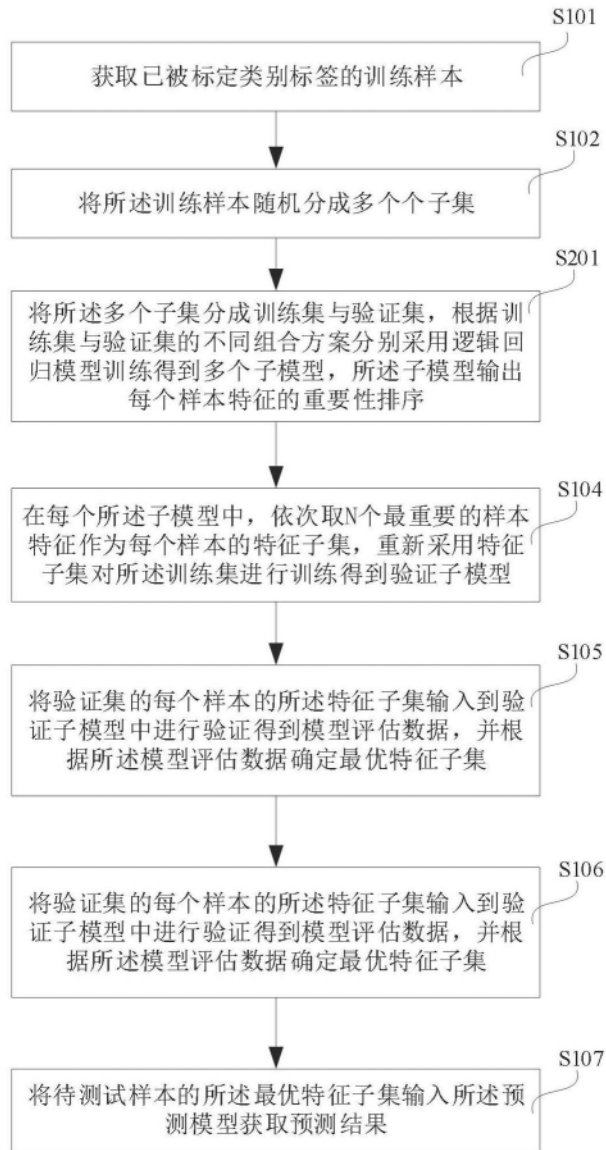 S101
获取已被标定类别标签的训练样本
S102
将所述训练样本随机分成多个个子集
S201
将所述多个子集分成训练集与验证集，根据训
练集与验证集的不同组合方案分别采用逻辑回
归模型训练得到多个子模型，所述子模型输出
每个样本特征的重要性排序
S104
在每个所述子模型中，依次取N个最重要的样本
特征作为每个样本的特征子集，重新采用特征
子集对所述训练集进行训练得到验证子模型
S105
将验证集的每个样本的所述特征子集输入到验
证子模型中进行验证得到模型评估数据，并根
据所述模型评估数据确定最优特征子集
S106
将验证集的每个样本的所述特征子集输入到验
证子模型中进行验证得到模型评估数据，并根
据所述模型评估数据确定最优特征子集
S107
将待测试样本的所述最优特征子集输入所述预
测模型获取预测结果